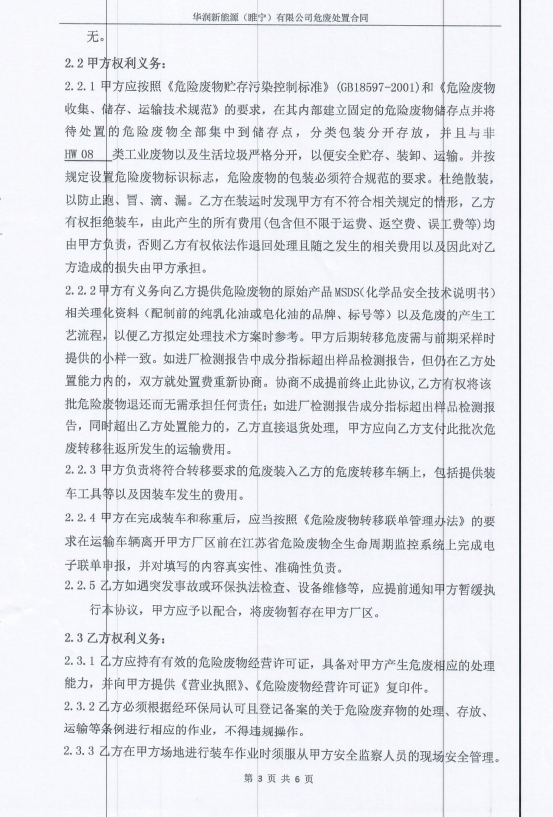 华润新能源（睢宁）有限公司危废处置合同
无。
2.2 甲方权利义务：
2.2.1 甲方应按照《危险废物贮存污染控制标准》(GB18597-2001)和《危险废物
收集、储存、运输技术规范》的要求，在其内部建立固定的危险废物储存点并将
待处置的危险废物全部集中到储存点，分类包装分开存放，并且与非
HW 08 类工业废物以及生活垃圾严格分开，以便安全贮存、装卸、运输。并按
规定设置危险废物标识标志，危险废物的包装必须符合规范的要求。杜绝散装，
以防止跑、冒、滴、漏。乙方在装运时发现甲方有不符合相关规定的情形，乙方
有权拒绝装车，由此产生的所有费用(包含但不限于运费、返空费、误工费等)均
由甲方负责，否则乙方有权依法作退回处理且随之发生的相关费用以及因此对乙
方造成的损失由甲方承担。
2.2.2 甲方有义务向乙方提供危险废物的原始产品 MSDS(化学品安全技术说明书)
相关理化资料（配制前的纯乳化油或皂化油的品牌、标号等）以及危废的产生工
艺流程，以便乙方拟定处理技术方案时参考。甲方后期转移危废需与前期采样时
提供的小样一致。如进厂检测报告中成分指标超出样品检测报告，但仍在乙方处
置能力内的，双方就处置费重新协商。协商不成提前终止此协议,乙方有权将该
批危险废物退还而无需承担任何责任；如进厂检测报告成分指标超出样品检测报
告，同时超出乙方处置能力的，乙方直接退货处理，甲方应向乙方支付此批次危
废转移往返所发生的运输费用。
2.2.3 甲方负责将符合转移要求的危废装入乙方的危废转移车辆上，包括提供装
车工具等以及因装车发生的费用。
2.2.4 甲方在完成装车和称重后，应当按照《危险废物转移联单管理办法》的要
求在运输车辆离开甲方厂区前在江苏省危险废物全生命周期监控系统上完成电
子联单申报，并对填写的内容真实性、准确性负责。
2.2.5 乙方如遇突发事故或环保执法检查、设备维修等，应提前通知甲方暂缓执
行本协议，甲方应予以配合，将废物暂存在甲方厂区。
2.3 乙方权利义务：
2.3.1 乙方应持有有效的危险废物经营许可证，具备对甲方产生危废相应的处理
能力，并向甲方提供《营业执照》、《危险废物经营许可证》复印件。
2.3.2 乙方必须根据经环保局认可且登记备案的关于危险废弃物的处理、存放、
运输等条例进行相应的作业，不得违规操作。
2.3.3 乙方在甲方场地进行装车作业时须服从甲方安全监察人员的现场安全管理。
第 3 页 共 6 页